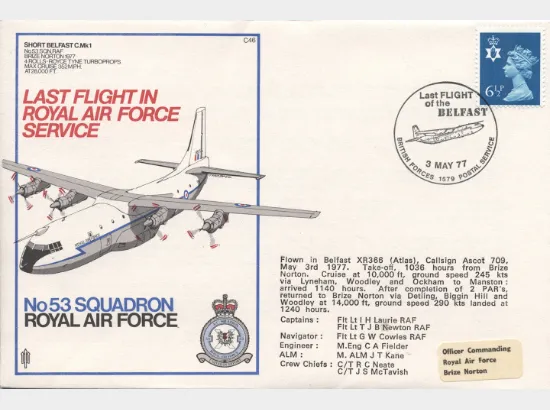 C46
SHORT BELFAST C.Mk1
No53 SQN.RAF.
BRIZE NORTON 1977
4 ROLLS-ROYCE TYNE TURBOPROPS
MAX CRUISE 352MPH.
AT 28,000 FT.
LAST FLIGHT IN
ROYAL AIR FORCE
SERVICE
No 53 SQUADRON
ROYAL AIR FORCE
6½P
Last FLIGHT
of the
BELFAST
3 MAY 77
BRITISH FORCES 1579 POSTAL SERVICE
Flown in Belfast XR368 (Atlas), Callsign Ascot 709.
May 3rd 1977. Take-off, 1036 hours from Brize
Norton. Cruise at 10,000 ft, ground speed 245 kts
via Lyneham, Woodley and Ockham to Manston:
arrived 1140 hours. After completion of 2 PAR's.
returned to Brize Norton via Detling, Biggin Hill and
Woodley at 14,000 ft, ground speed 290 kts landed at
1240 hours.
Captains : Flt Lt I H Laurie RAF
Flt Lt T J B Newton RAF
Navigator : Flt Lt G W Cowles RAF
Engineer : M.Eng C A Fielder
ALM : M. ALM J T Kane
Crew Chiefs : C/T R C Neate
C/T J S McTavish
Officer Commanding
Royal Air Force
Brize Norton